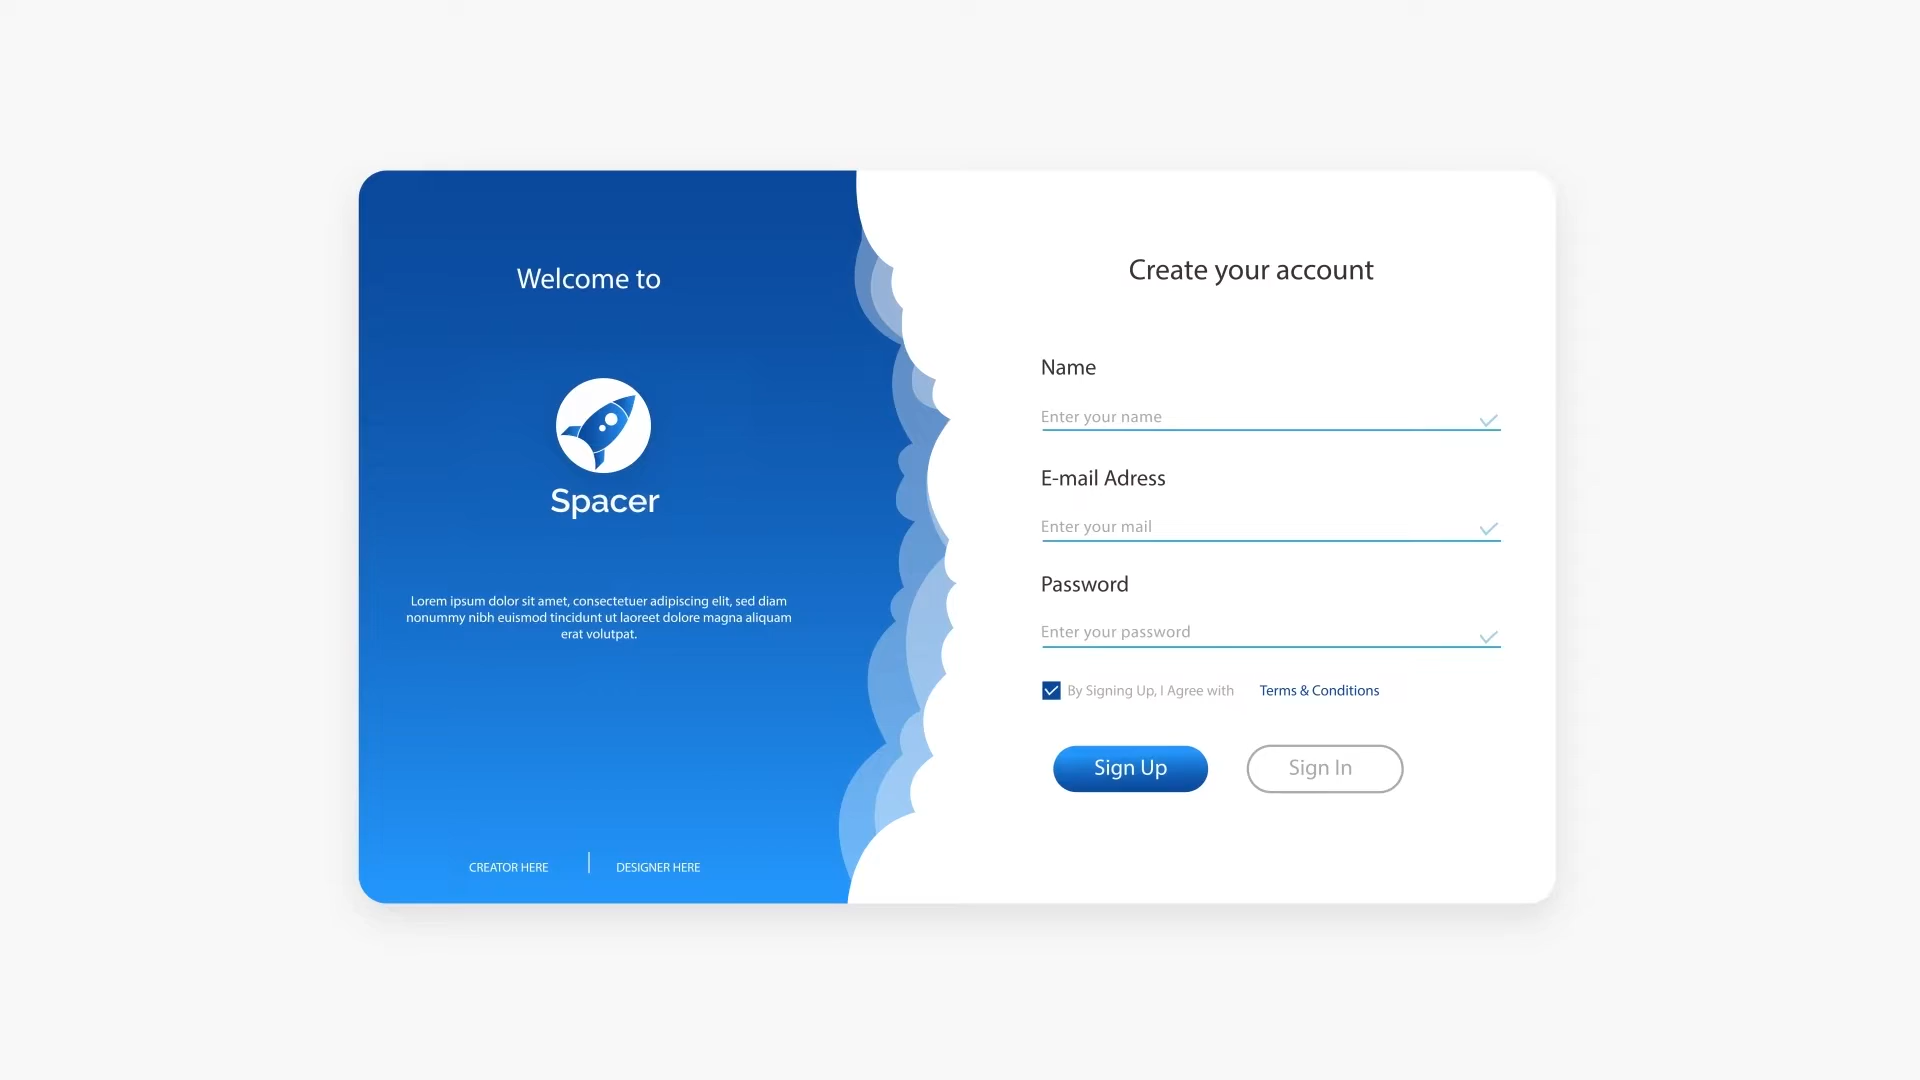 Welcome to
Spacer
Lorem ipsum dolor sit amet, consectetuer adipiscing elit, sed diam
nonummy nibh euismod tincidunt ut laoreet dolore magna aliquam
erat volutpat.
CREATOR HERE
DESIGNER HERE
Create your account
Name
Enter your name
E-mail Adress
Enter your mail
Password
Enter your password
By Signing Up, I Agree with Terms & Conditions
Sign Up
Sign In